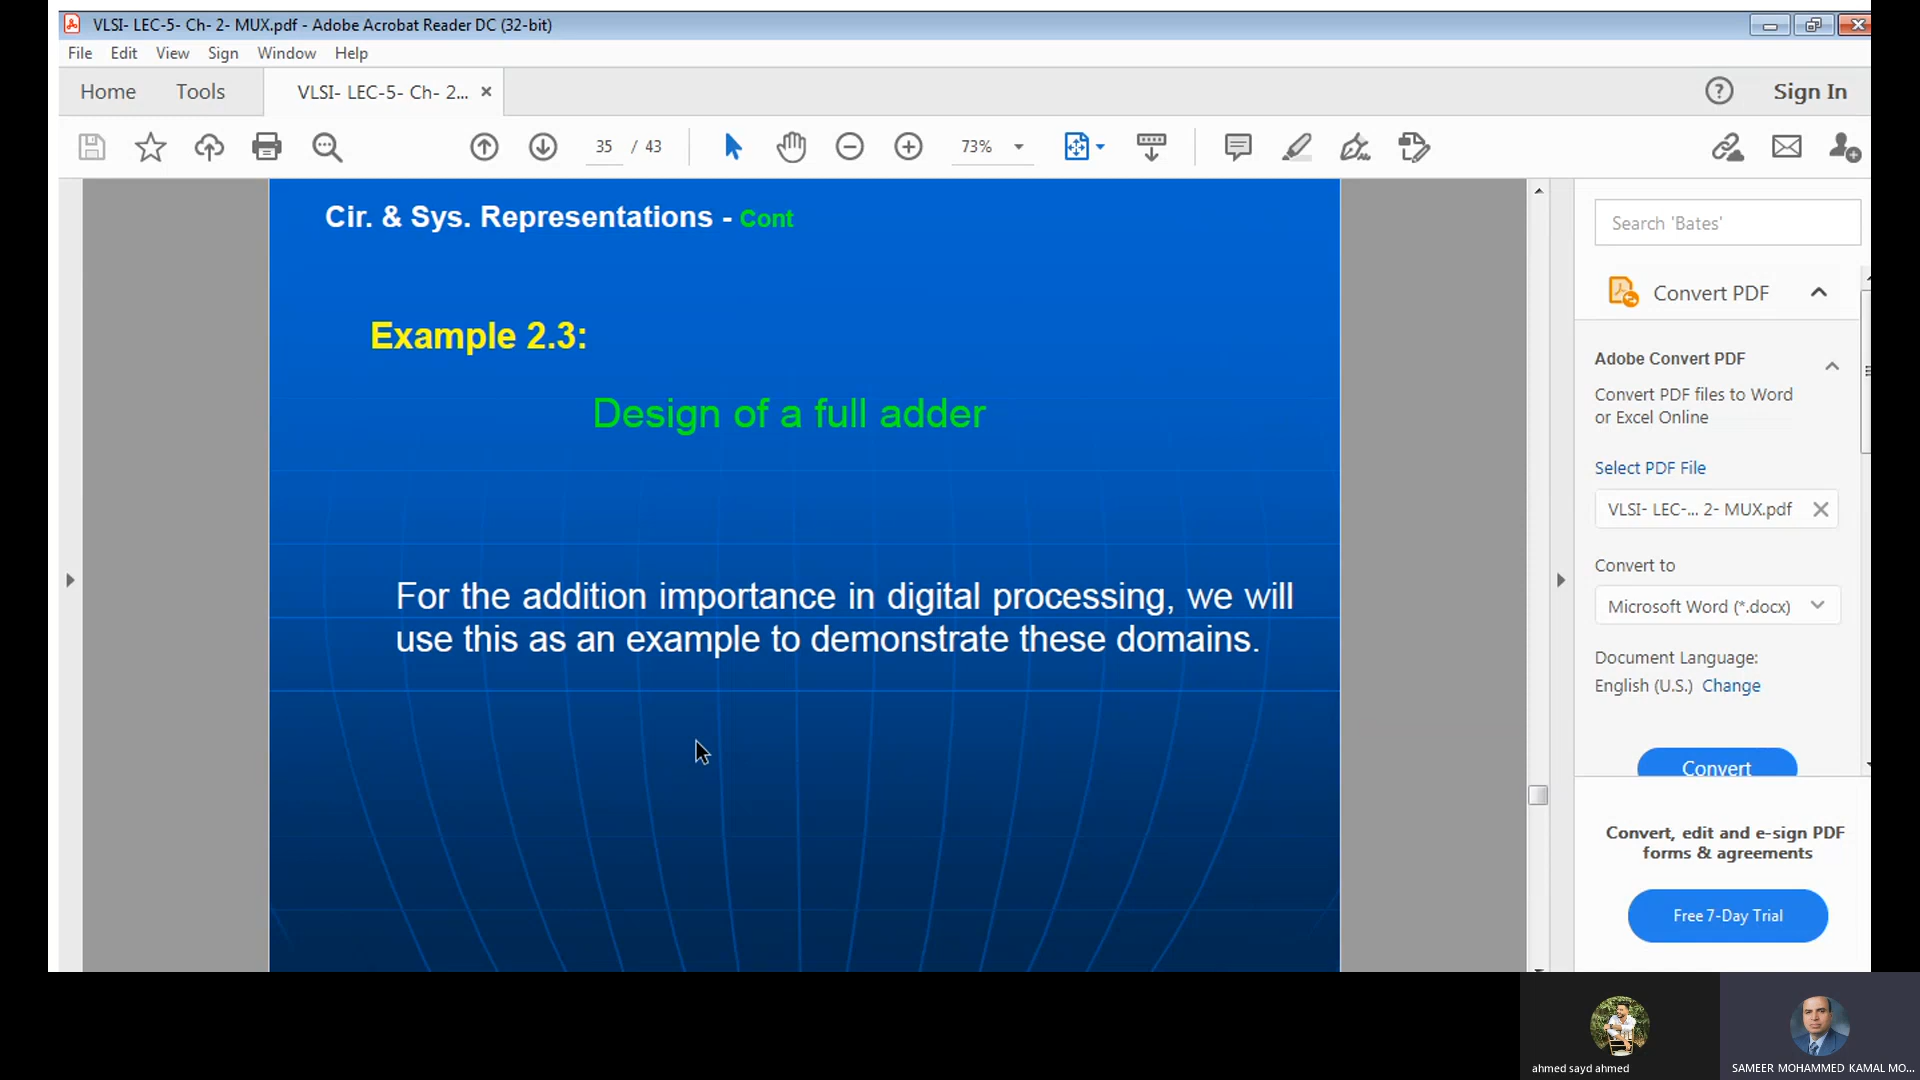 VLSI- LEC-5- Ch- 2- MUX.pdf - Adobe Acrobat Reader DC (32-bit)
File Edit View Sign Window Help
Home Tools VLSI- LEC-5- Ch- 2... × ? Sign In
35 / 43 73%
Cir. & Sys. Representations - Cont
Example 2.3:
Design of a full adder
For the addition importance in digital processing, we will
use this as an example to demonstrate these domains.
Search 'Bates'
Convert PDF
Adobe Convert PDF
Convert PDF files to Word
or Excel Online
Select PDF File
VLSI- LEC-... 2- MUX.pdf
Convert to
Microsoft Word (*.docx)
Document Language:
English (U.S.) Change
Convert
Convert, edit and e-sign PDF
forms & agreements
Free 7-Day Trial
ahmed sayd ahmed
SAMEER MOHAMMED KAMAL MO...